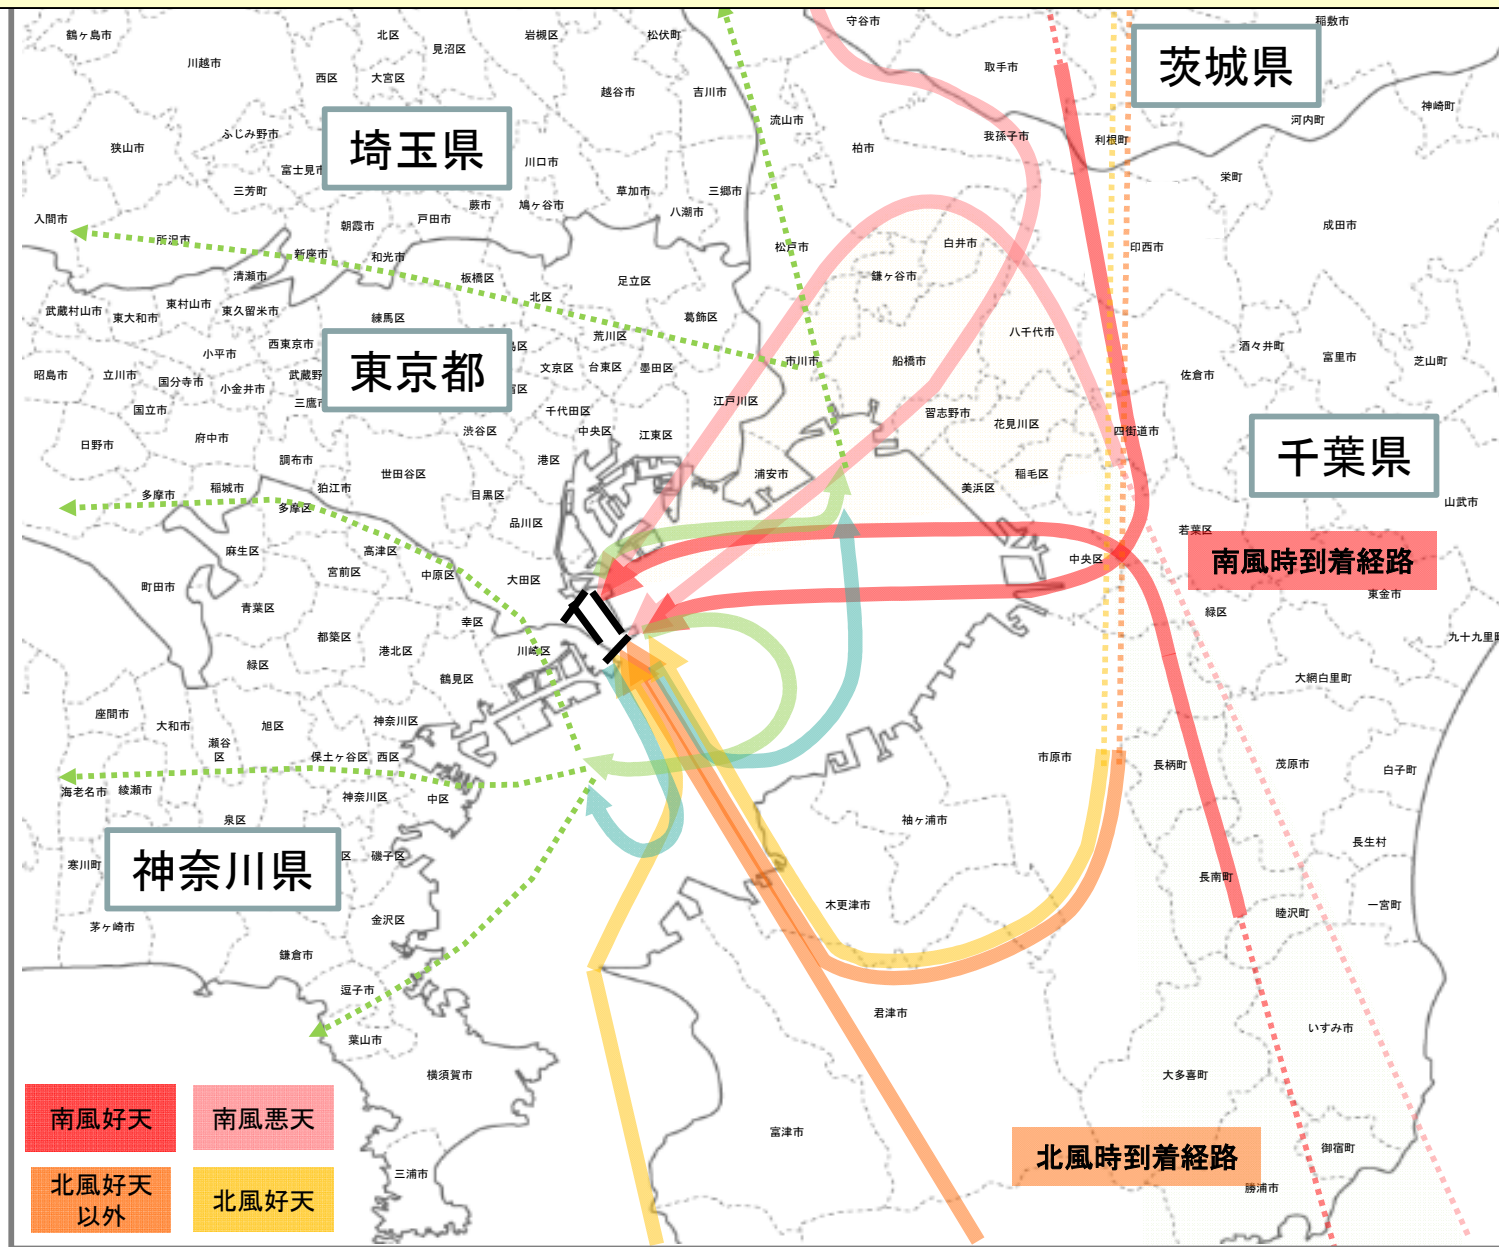 鶴ヶ島市
北区
見沼区
岩槻区
松伏町
守谷市
稲敷市
川越市
西区
大宮区
越谷市
吉川市
取手市
茨城県
神崎町
河内町
流山市
ふじみ野市
埼玉県
我孫子市
利根町
狭山市
柏市
富士見市
川口市
栄町
三芳町
草加市
三郷市
蕨市
鳩ヶ谷市
入間市
戸田市
八潮市
朝霞市
成田市
所沢市
新座市
和光市
松戸市
白井市
印西市
清瀬市
板橋区
足立区
鎌ヶ谷市
北区
武蔵村山市
東大和市
東村山市
東久留米市
練馬区
葛飾区
荒川区
八千代市
西東京市
東京都
島区
酒々井町
小平市
市川市
船橋市
富里市
芝山町
文京区
台東区
墨田区
昭島市
立川市
国分寺市
小金井市
武蔵野
佐倉市
宿区
三鷹市
江戸川区
国立市
千代田区
習志野市
花見川区
日野市
府中市
渋谷区
中央区
江東区
四街道市
千葉県
調布市
港区
世田谷区
浦安市
稲毛区
多摩市
稲城市
狛江市
目黒区
美浜区
多摩区
山武市
品川区
若葉区
麻生区
高津区
中央区
南風時到着経路
宮前区
中原区
大田区
町田市
東金市
青葉区
緑区
幸区
都筑区
九十九里町
港北区
川崎区
緑区
鶴見区
大網白里町
座間市
大和市
旭区
神奈川区
瀬谷
区
保土ヶ谷区
西区
市原市
長柄町
茂原市
白子町
海老名市
綾瀬市
神奈川区
中区
泉区
袖ヶ浦市
長生村
寒川町
神奈川県
区
磯子区
長南町
木更津市
睦沢町
一宮町
茅ヶ崎市
金沢区
鎌倉市
逗子市
君津市
いすみ市
葉山市
横須賀市
大多喜町
南風好天
南風悪天
富津市
北風時到着経路
御宿町
三浦市
勝浦市
北風好天
以外
北風好天